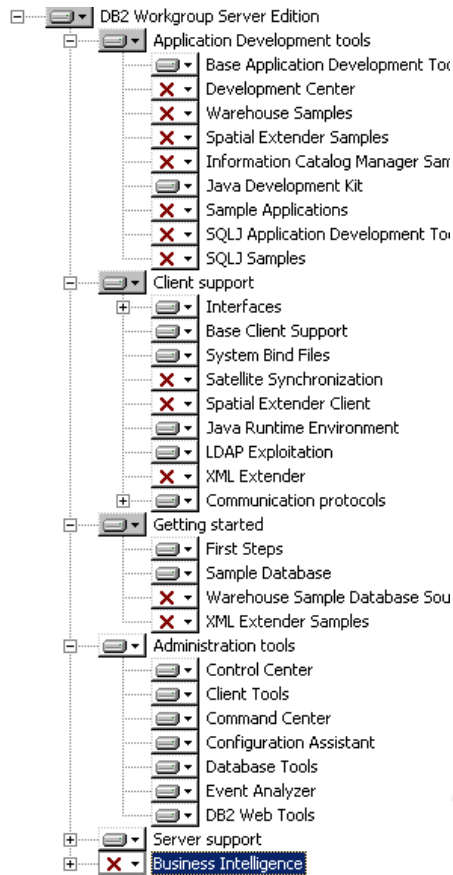 DB2 Workgroup Server Edition
Application Development tools
Base Application Development
Development Center
Warehouse Samples
Spatial Extender Samples
Information Catalog Manager
Java Development Kit
Sample Applications
SQLJ Application Development
SQLJ Samples
Client support
Interfaces
Base Client Support
System Bind Files
Satellite Synchronization
Spatial Extender Client
Java Runtime Environment
LDAP Exploitation
XML Extender
Communication protocols
Getting started
First Steps
Sample Database
Warehouse Sample Database
XML Extender Samples
Administration tools
Control Center
Client Tools
Command Center
Configuration Assistant
Database Tools
Event Analyzer
DB2 Web Tools
Server support
Business Intelligence